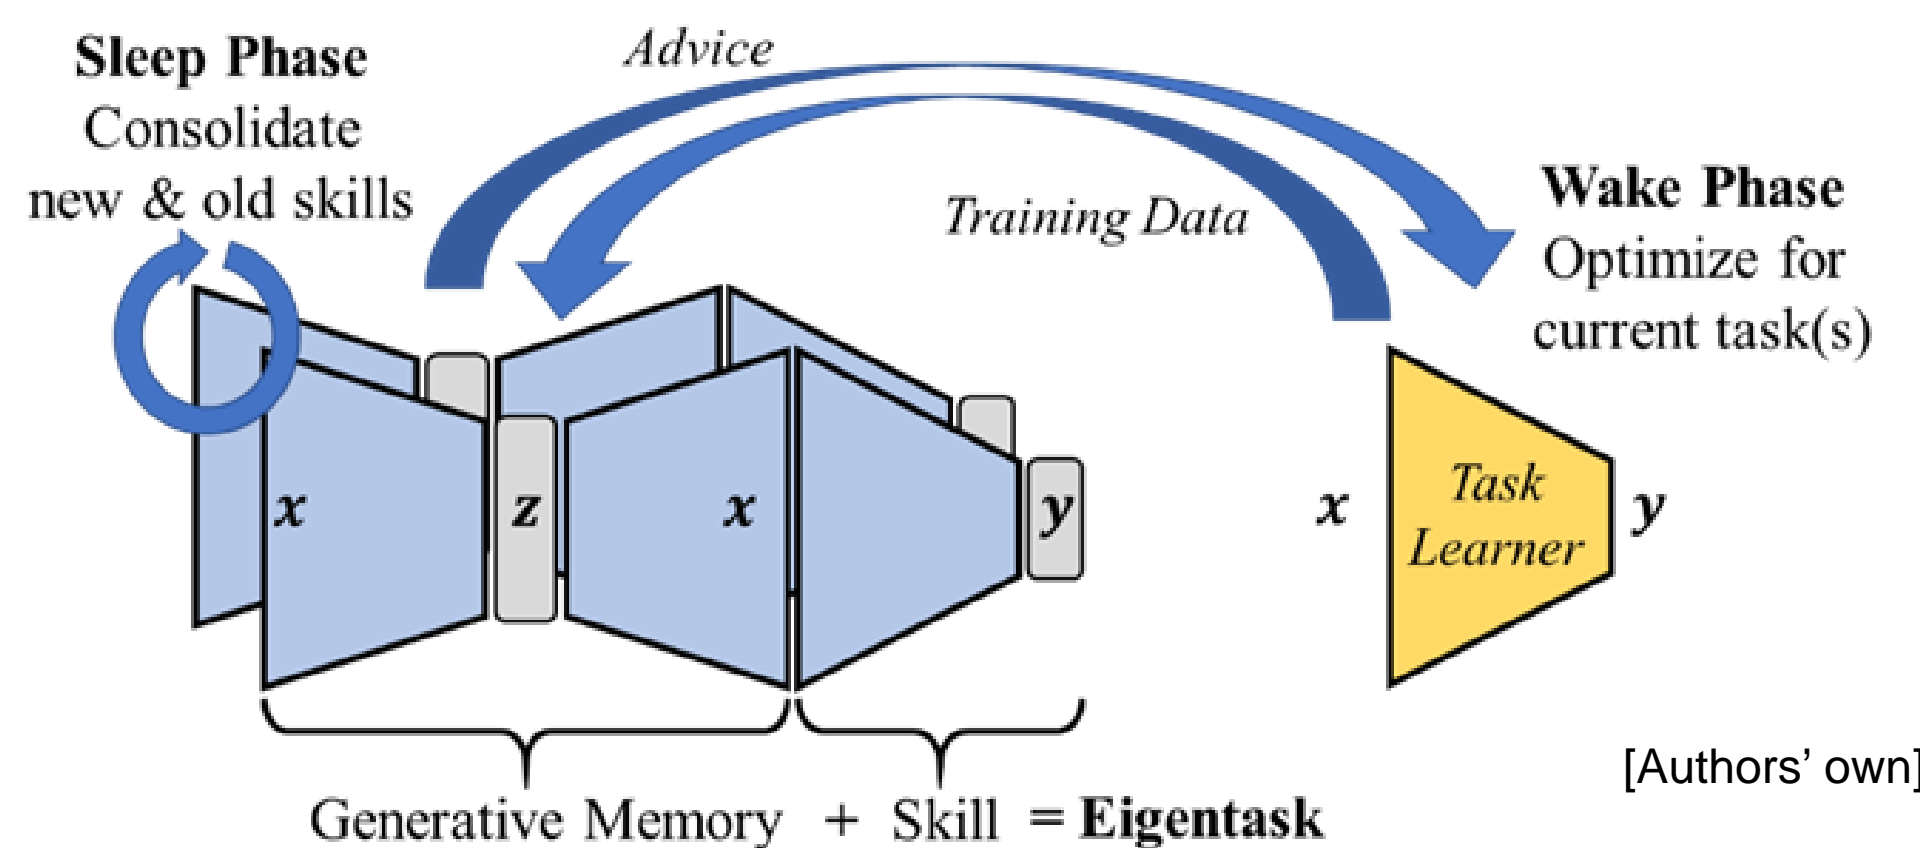 Sleep Phase
Consolidate
new & old skills
Advice
Training Data
Wake Phase
Optimize for
current task(s)
x
z
x
y
x
Task
Learner
y
Generative Memory + Skill = Eigentask
[Authors' own]